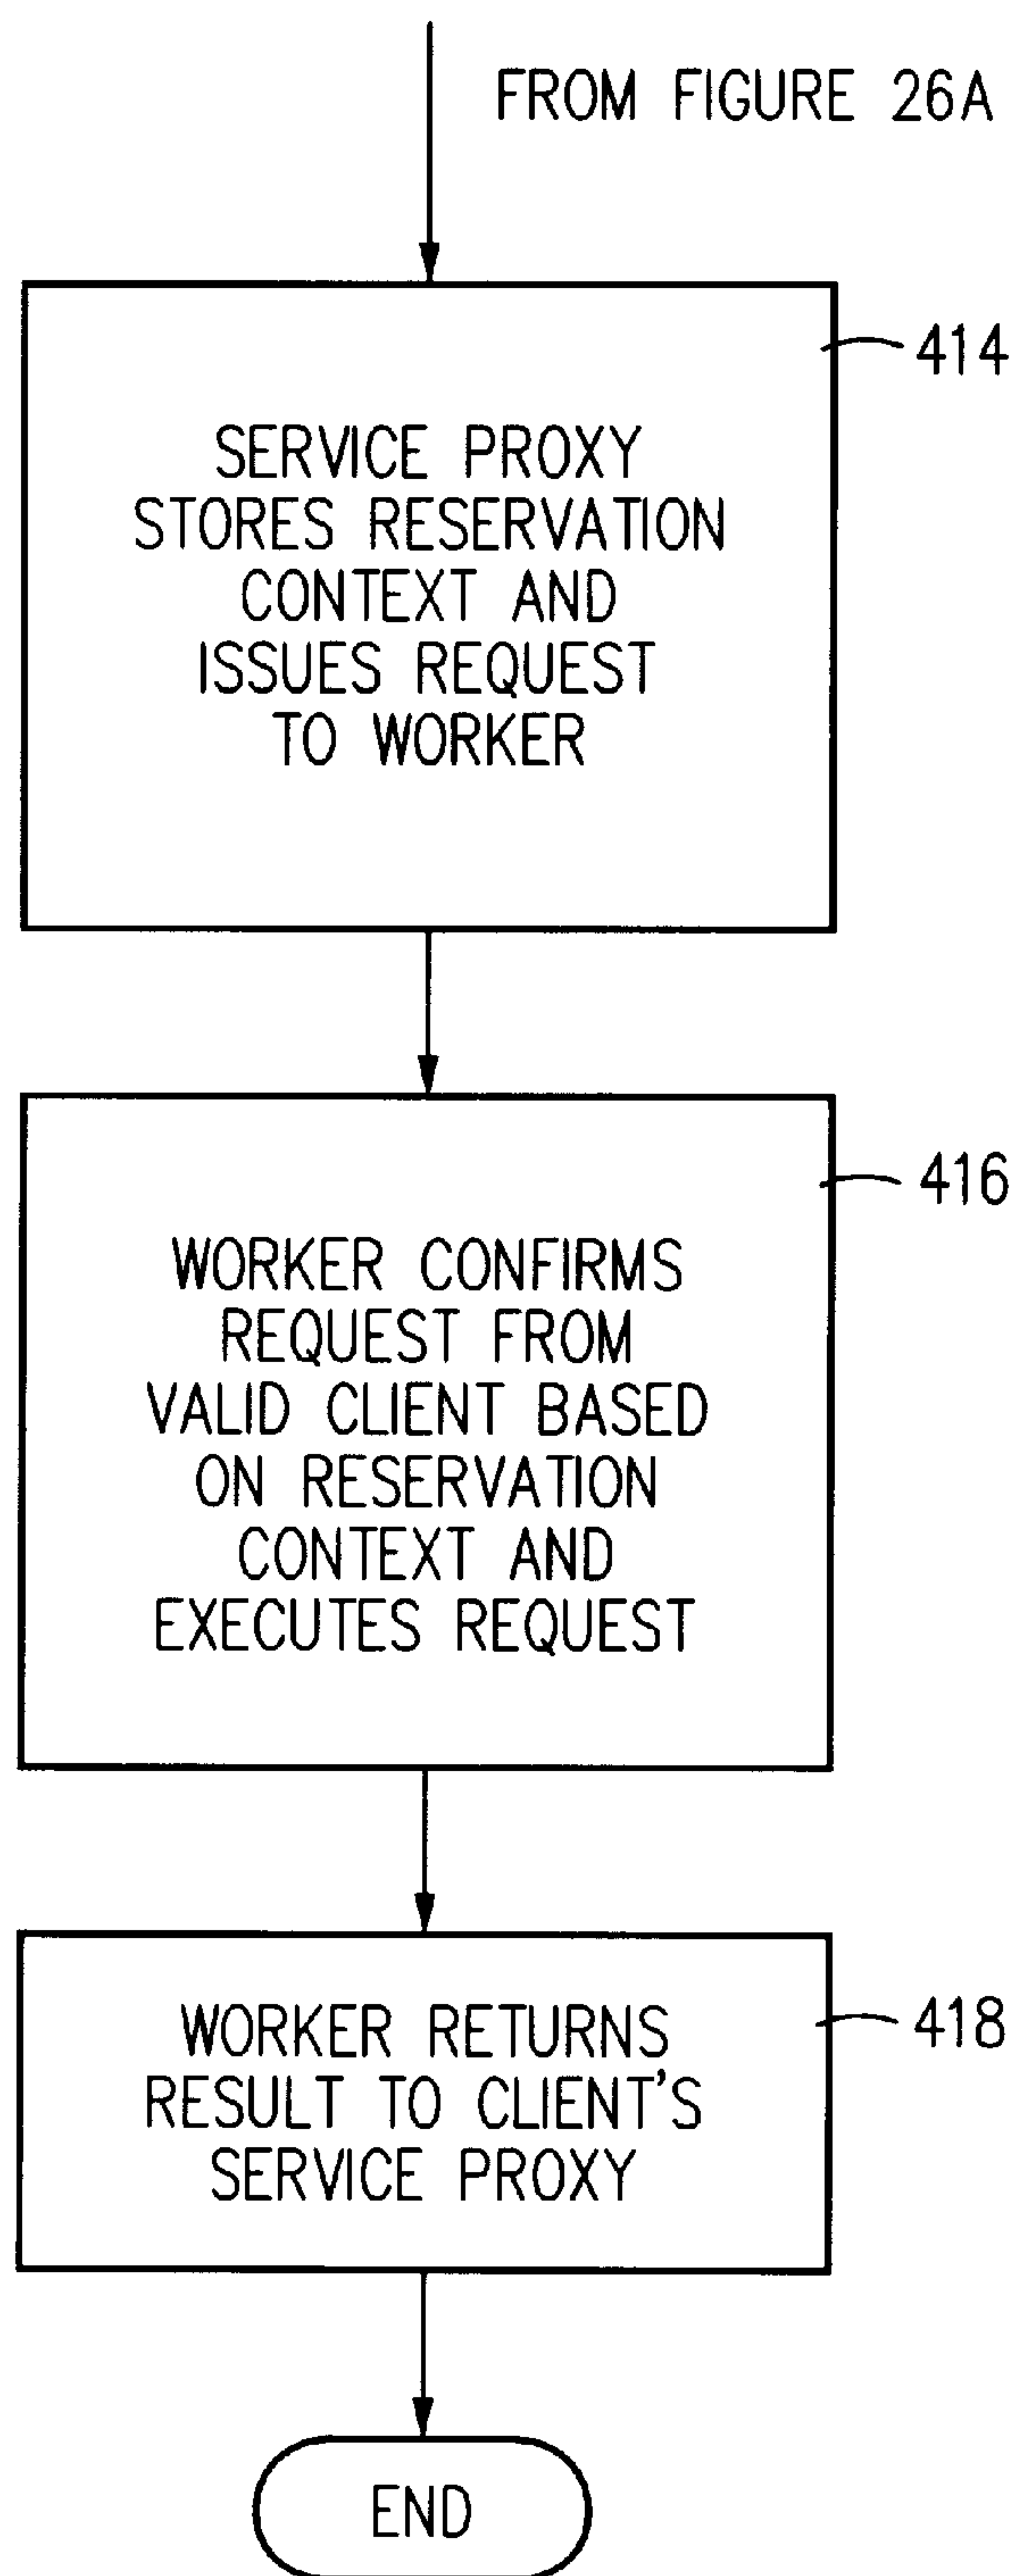 FROM FIGURE 26A
414
SERVICE PROXY
STORES RESERVATION
CONTEXT AND
ISSUES REQUEST
TO WORKER
416
WORKER CONFIRMS
REQUEST FROM
VALID CLIENT BASED
ON RESERVATION
CONTEXT AND
EXECUTES REQUEST
418
WORKER RETURNS
RESULT TO CLIENT'S
SERVICE PROXY
END